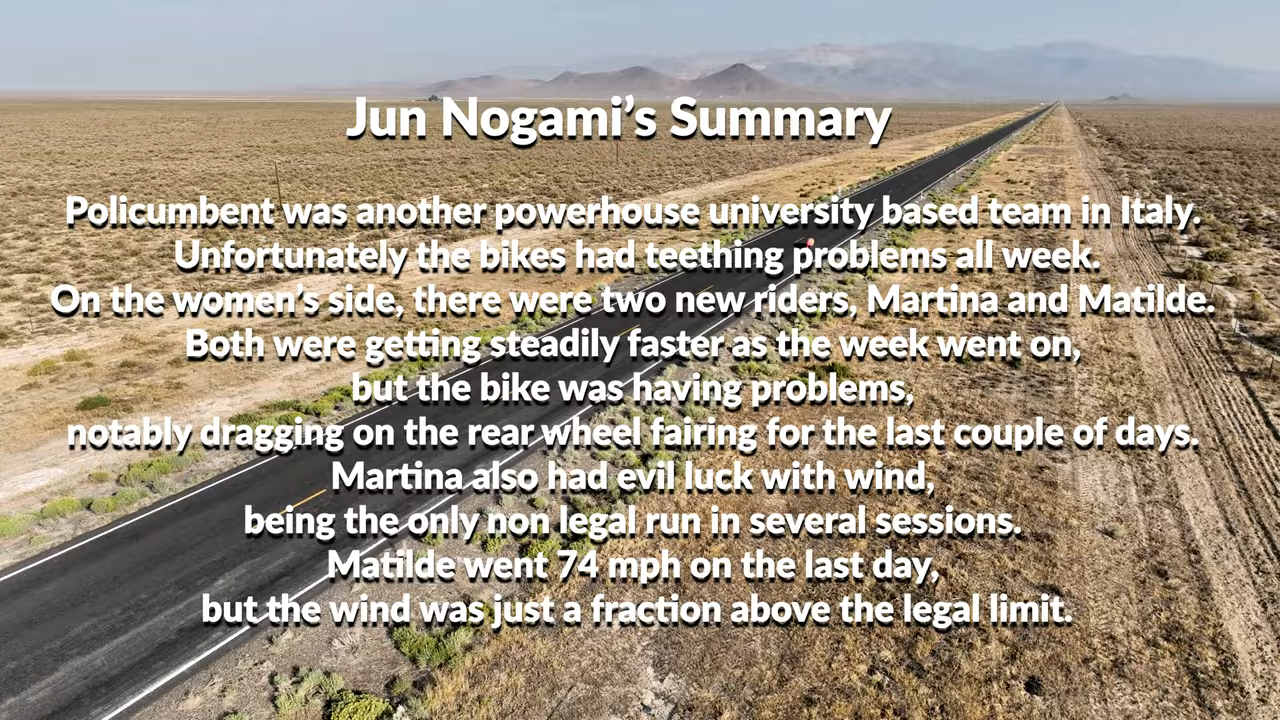 Jun Nogami’s Summary
Policumbent was another powerhouse university based team in Italy.
Unfortunately the bikes had teething problems all week.
On the women’s side, there were two new riders, Martina and Matilde.
Both were getting steadily faster as the week went on,
but the bike was having problems,
notably dragging on the rear wheel fairing for the last couple of days.
Martina also had evil luck with wind,
being the only non legal run in several sessions.
Matilde went 74 mph on the last day,
but the wind was just a fraction above the legal limit.